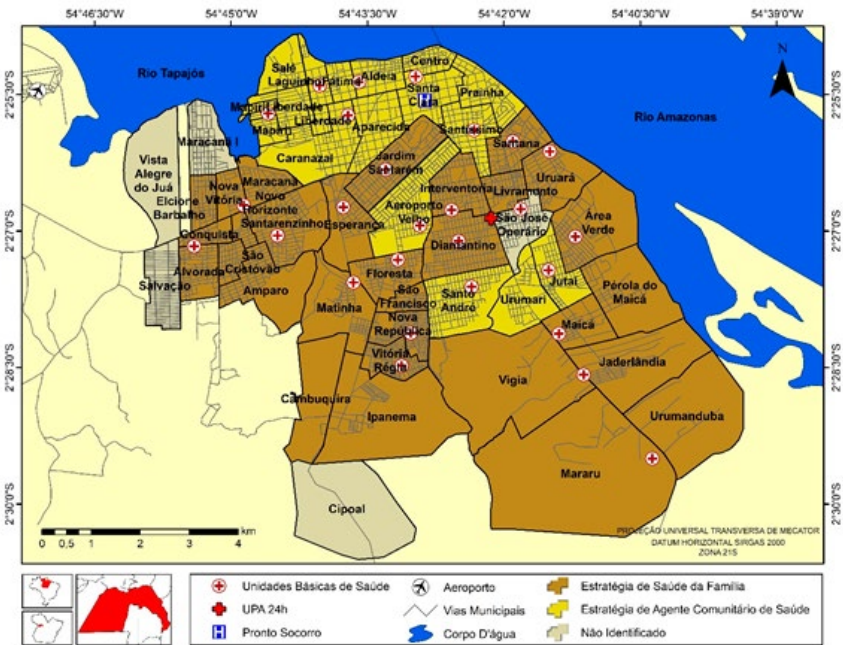 54°46'30"W 54°45'0"W 54°43'30"W 54°42'0"W 54°40'30"W 54°39'0"W
N
Rio Tapajós
Rio Amazonas
2°25'30"S 2°25'30"S
2°27'0"S 2°27'0"S
2°28'30"S 2°28'30"S
2°30'0"S 2°30'0"S
Centro
Salé
Laguinho
Fátima
Aldeia
Santa
Clara
Prainha
Mapiri
Liberdade
Mapiri
Liberdade
Aparecida
Santíssimo
Santana
Maracanã I
Caranazal
Jardim
Santarém
Vista
Alegre
do Juá
Elcione
Barbalho
Nova
Vitória
Maracanã
Novo
Horizonte
Interventoria
Livramento
Uruará
Aeroporto
Velho
São José
Operário
Área
Verde
Conquista
Santarenzinho
Esperança
Diamantino
São
Costóvão
Alvorada
Salvação
Amparo
Floresta
Matinha
São
Francisco
Santo
André
Urumari
Jutaí
Pérola do
Maicá
Nova
República
Maicá
Vitória
Régia
Jaderlândia
Vigia
Cambuquira
Ipanema
Urumanduba
Mararu
Cipoal
km
0 0,5 1 2 3 4
PROJEÇÃO UNIVERSAL TRANSVERSA DE MECATOR
DATUM HORIZONTAL SIRGAS 2000
ZONA 21S
Unidades Básicas de Saúde
UPA 24h
H Pronto Socorro
Aeroporto
Vias Municipais
Corpo D'água
Estratégia de Saúde da Família
Estratégia de Agente Comunitário de Saúde
Não Identificado